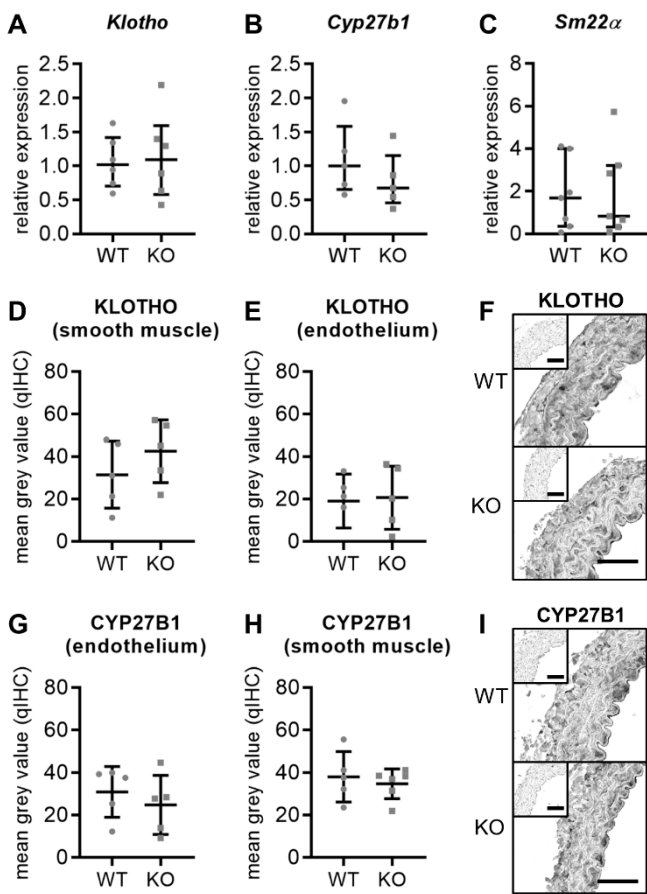 A
Klotho
relative expression
2.5
2.0
1.5
1.0
0.5
0.0
WT KO
B
Cyp27b1
relative expression
2.5
2.0
1.5
1.0
0.5
0.0
WT KO
C
Sm22α
relative expression
8
6
4
2
0
WT KO
D
KLOTHO
(smooth muscle)
mean grey value (qIHC)
80
60
40
20
0
WT KO
E
KLOTHO
(endothelium)
mean grey value (qIHC)
80
60
40
20
0
WT KO
F
KLOTHO
WT
KO
G
CYP27B1
(endothelium)
mean grey value (qIHC)
80
60
40
20
0
WT KO
H
CYP27B1
(smooth muscle)
mean grey value (qIHC)
80
60
40
20
0
WT KO
I
CYP27B1
WT
KO